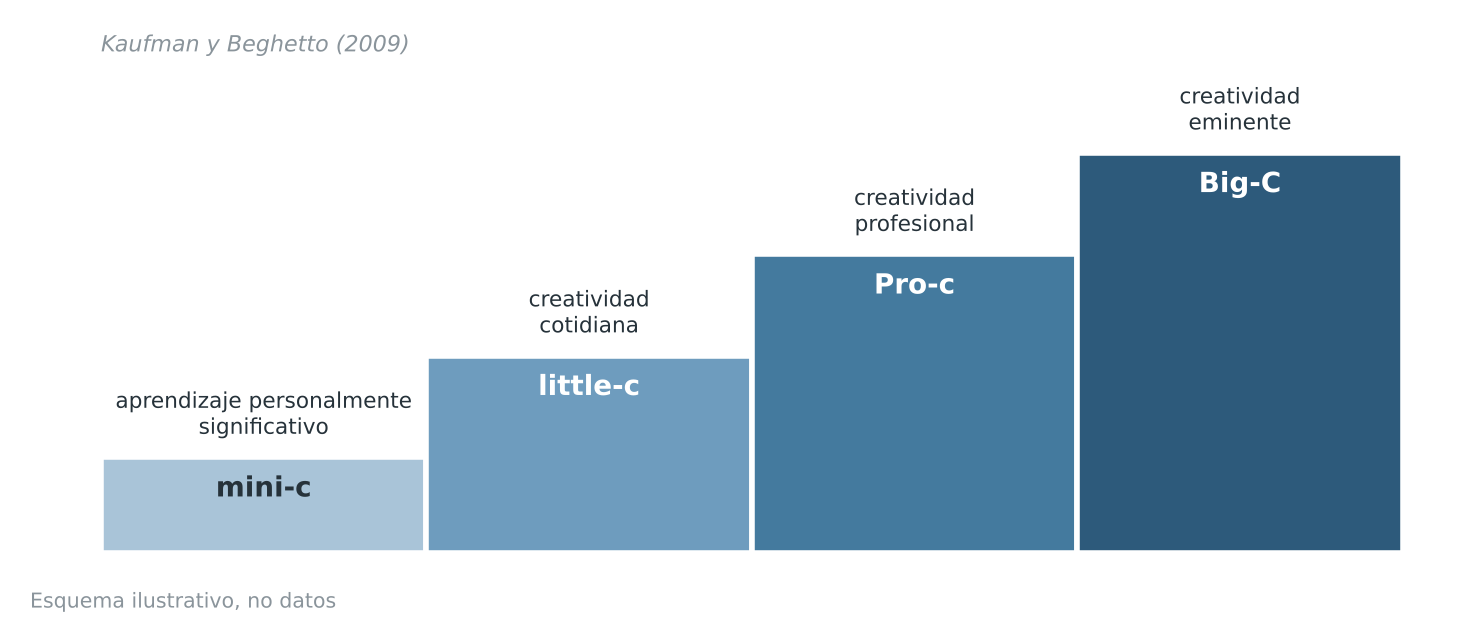 Kaufman y Beghetto (2009)
creatividad
eminente
Big-C
creatividad
profesional
Pro-c
creatividad
cotidiana
little-c
aprendizaje personalmente
significativo
mini-c
Esquema ilustrativo, no datos